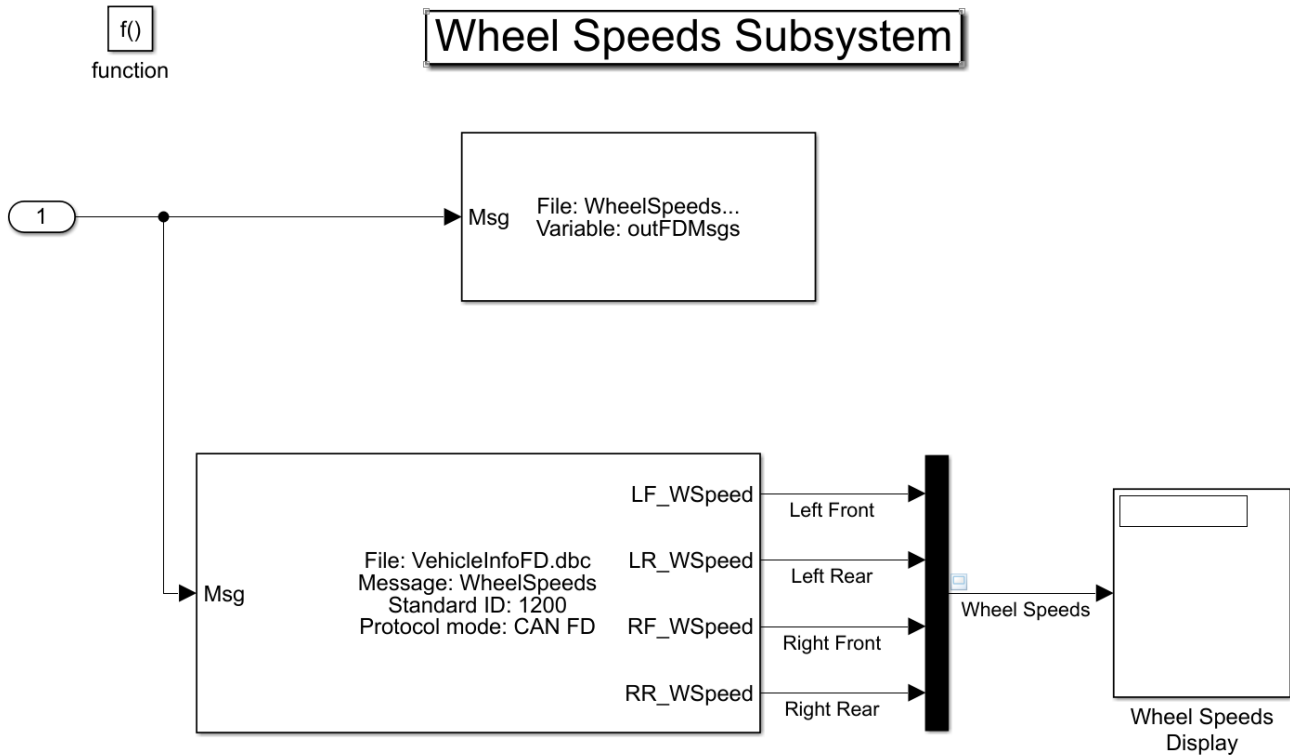 f()
function
Wheel Speeds Subsystem
1
Msg
File: WheelSpeeds...
Variable: outFDMsgs
Msg
File: VehicleInfoFD.dbc
Message: WheelSpeeds
Standard ID: 1200
Protocol mode: CAN FD
LF_WSpeed
LR_WSpeed
RF_WSpeed
RR_WSpeed
Left Front
Left Rear
Right Front
Right Rear
Wheel Speeds
Wheel Speeds
Display